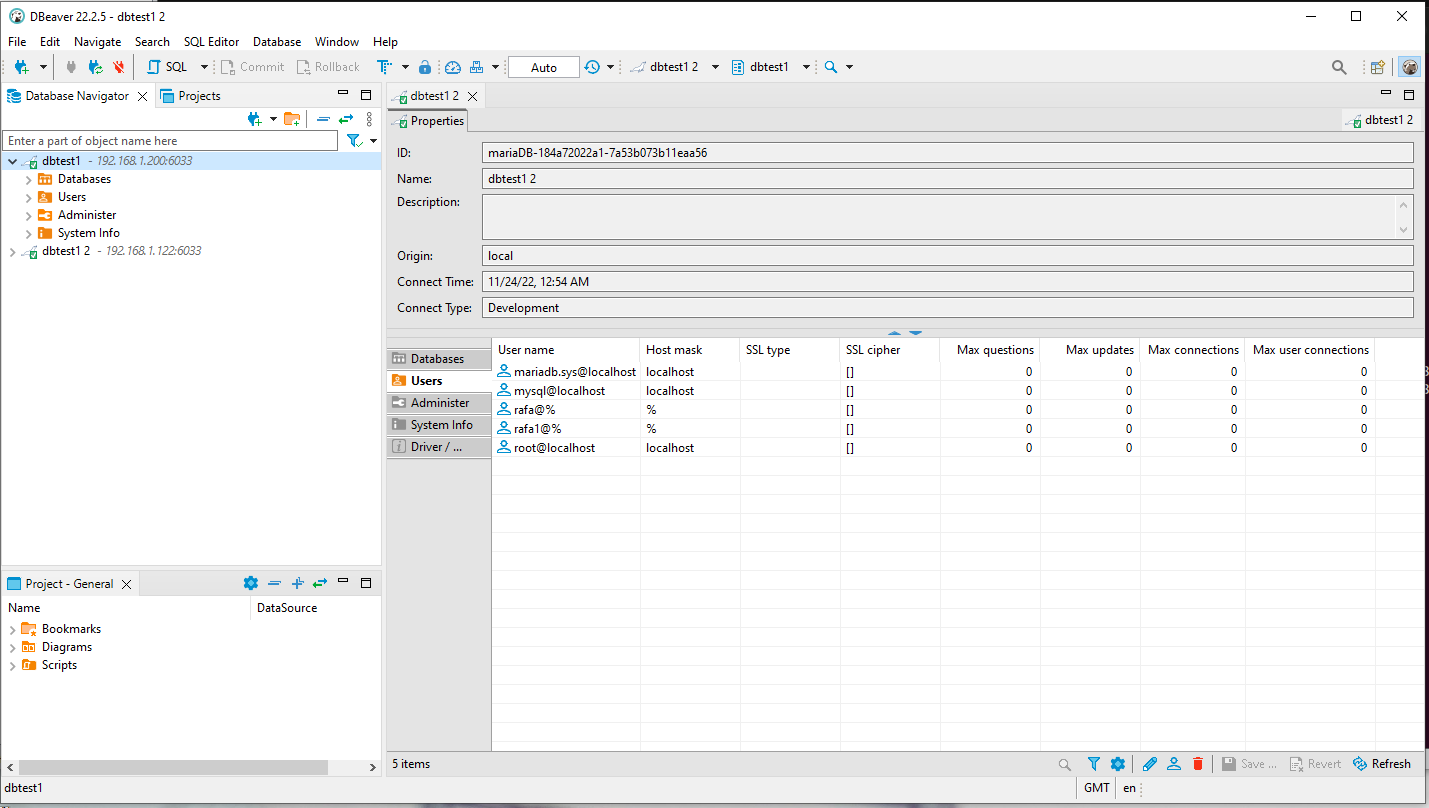 DBeaver 22.2.5 - dbtest1 2
File Edit Navigate Search SQL Editor Database Window Help
SQL Commit Rollback Auto dbtest1 2 dbtest1
Database Navigator Projects
Enter a part of object name here
dbtest1 - 192.168.1.200:6033
Databases
Users
Administer
System Info
dbtest1 2 - 192.168.1.122:6033
Project - General
Name DataSource
Bookmarks
Diagrams
Scripts
dbtest1 2
Properties dbtest1 2
ID: mariaDB-184a72022a1-7a53b073b11eaa56
Name: dbtest1 2
Description:
Origin: local
Connect Time: 11/24/22, 12:54 AM
Connect Type: Development
Databases
Users
Administer
System Info
Driver / ...
User name Host mask SSL type SSL cipher Max questions Max updates Max connections Max user connections
mariadb.sys@localhost localhost [] 0 0 0 0
mysql@localhost localhost [] 0 0 0 0
rafa@% % [] 0 0 0 0
rafa1@% % [] 0 0 0 0
root@localhost localhost [] 0 0 0 0
5 items Save ... Revert Refresh
dbtest1 GMT en